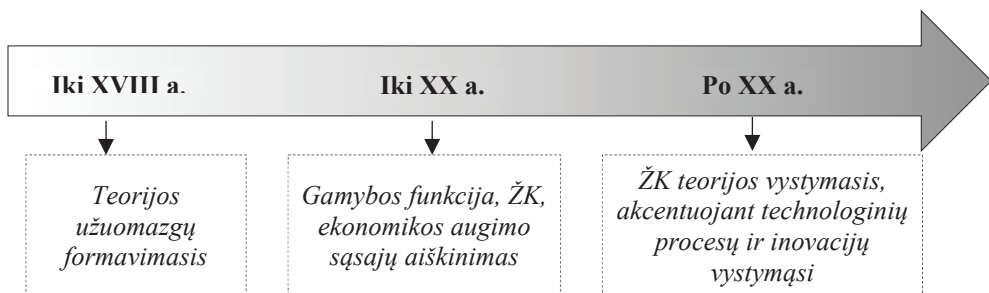 Iki XVIII a.
Iki XX a.
Po XX a.
Teorijos
užuomazgų
formavimasis
Gamybos funkcija, ŽK,
ekonomikos augimo
sąsajų aiškinimas
ŽK teorijos vystymasis,
akcentuojant technologinių
procesų ir inovacijų
vystymąsi